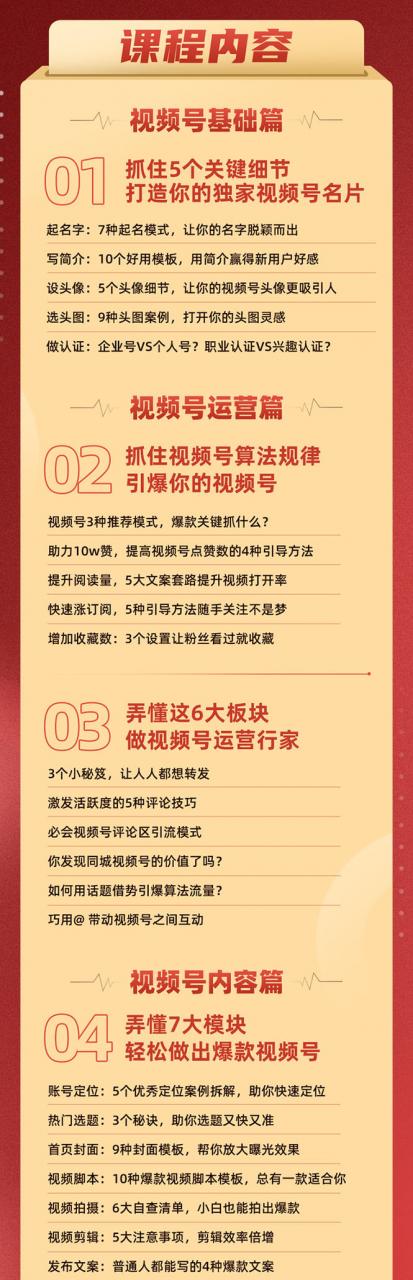 课程内容
视频号基础篇
01
抓住5个关键细节
打造你的独家视频号名片
起名字：7种起名模式，让你的名字脱颖而出
写简介：10个好用模板，用简介赢得新用户好感
设头像：5个头像细节，让你的视频号头像更吸引人
选头图：9种头图案例，打开你的头图灵感
做认证：企业号VS个人号？职业认证VS兴趣认证？
视频号运营篇
02
抓住视频号算法规律
引爆你的视频号
视频号3种推荐模式，爆款关键抓什么？
助力10w赞，提高视频号点赞数的4种引导方法
提升阅读量，5大文案套路提升视频打开率
快速涨订阅，5种引导方法随手关注不是梦
增加收藏数：3个设置让粉丝看过就收藏
03
弄懂这6大板块
做视频号运营行家
3个小秘笈，让人人都想转发
激发活跃度的5种评论技巧
必会视频号评论区引流模式
你发现同城视频号的价值了吗？
如何用话题借势引爆算法流量？
巧用@ 带动视频号之间互动
视频号内容篇
04
弄懂7大模块
轻松做出爆款视频号
账号定位：5个优秀定位案例拆解，助你快速定位
热门选题：3个秘诀，助你选题又快又准
首页封面：9种封面模板，帮你放大曝光效果
视频脚本：10种爆款视频脚本模板，总有一款适合你
视频拍摄：6大自查清单，小白也能拍出爆款
视频剪辑：5大注意事项，剪辑效率倍增
发布文案：普通人都能写的4种爆款文案